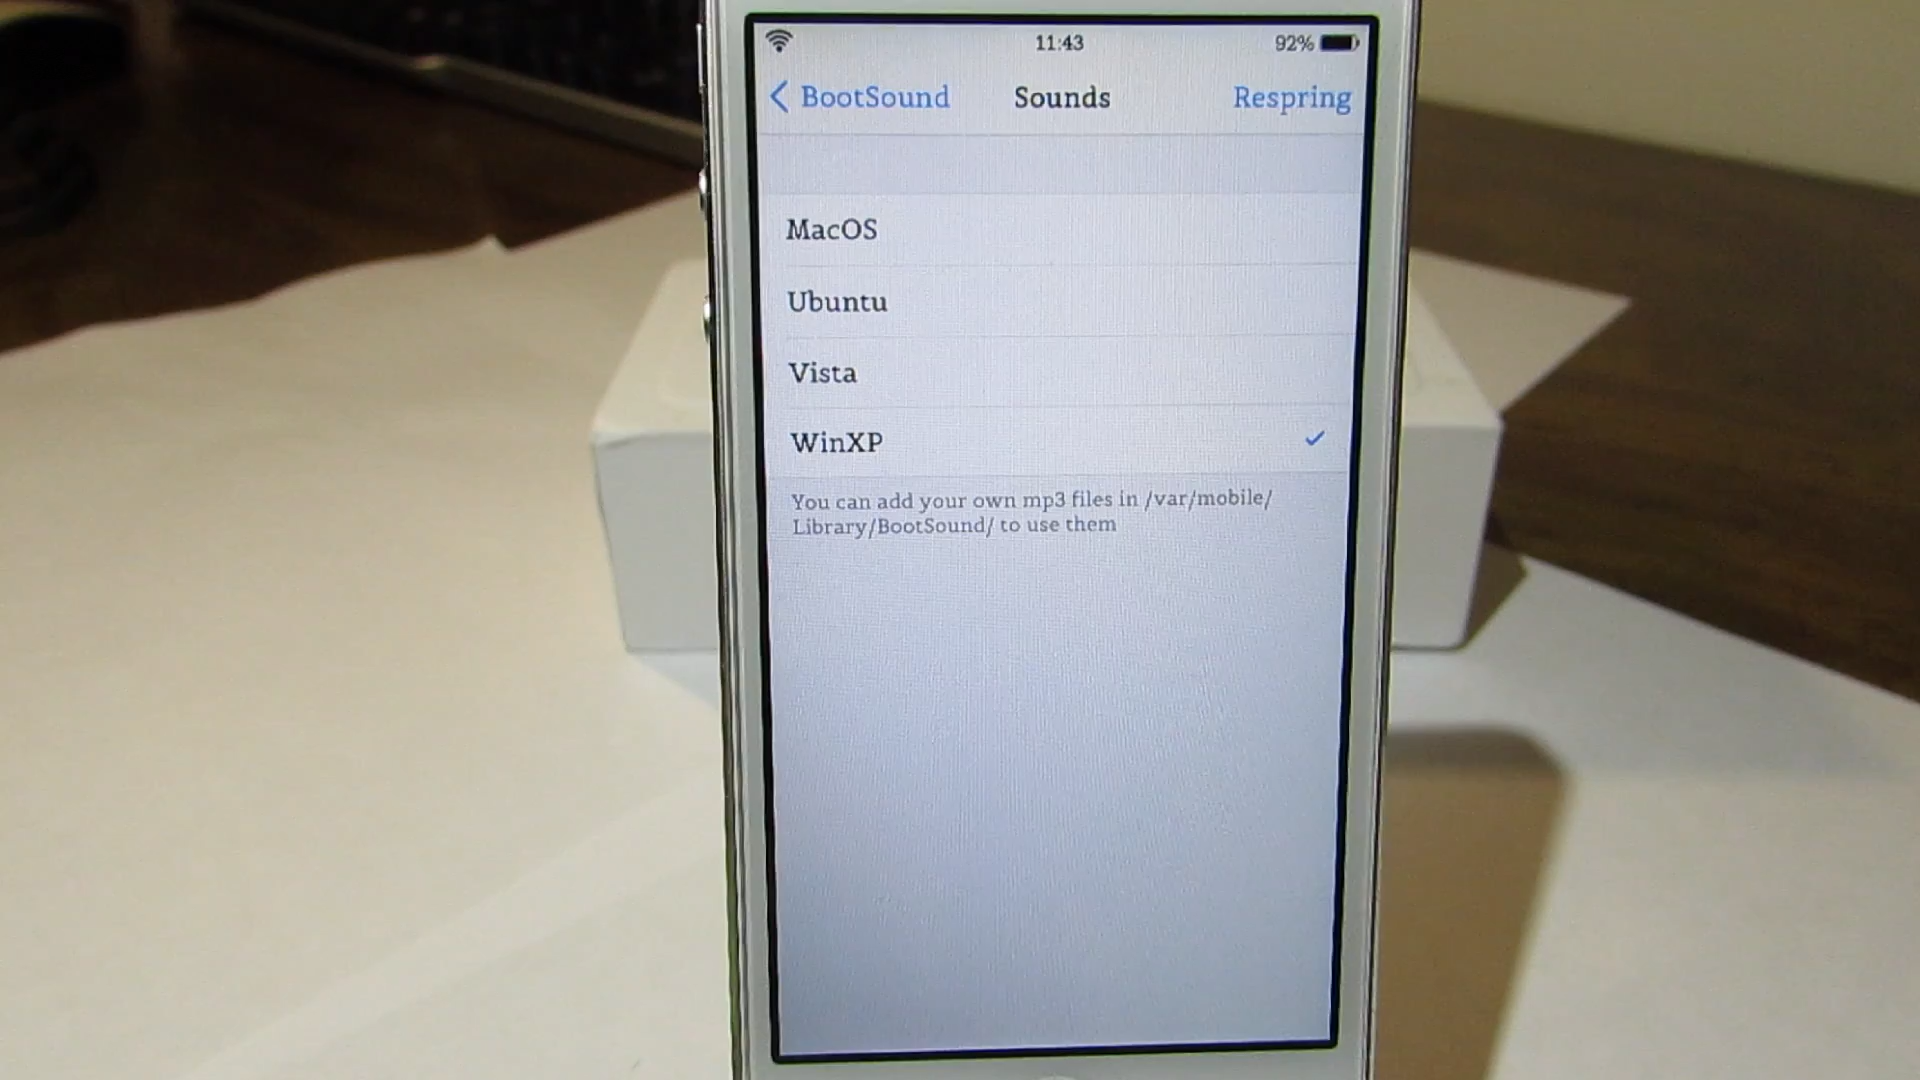 11:43 92%
BootSound Sounds Respring
MacOS
Ubuntu
Vista
WinXP
You can add your own mp3 files in /var/mobile/
Library/BootSound/ to use them